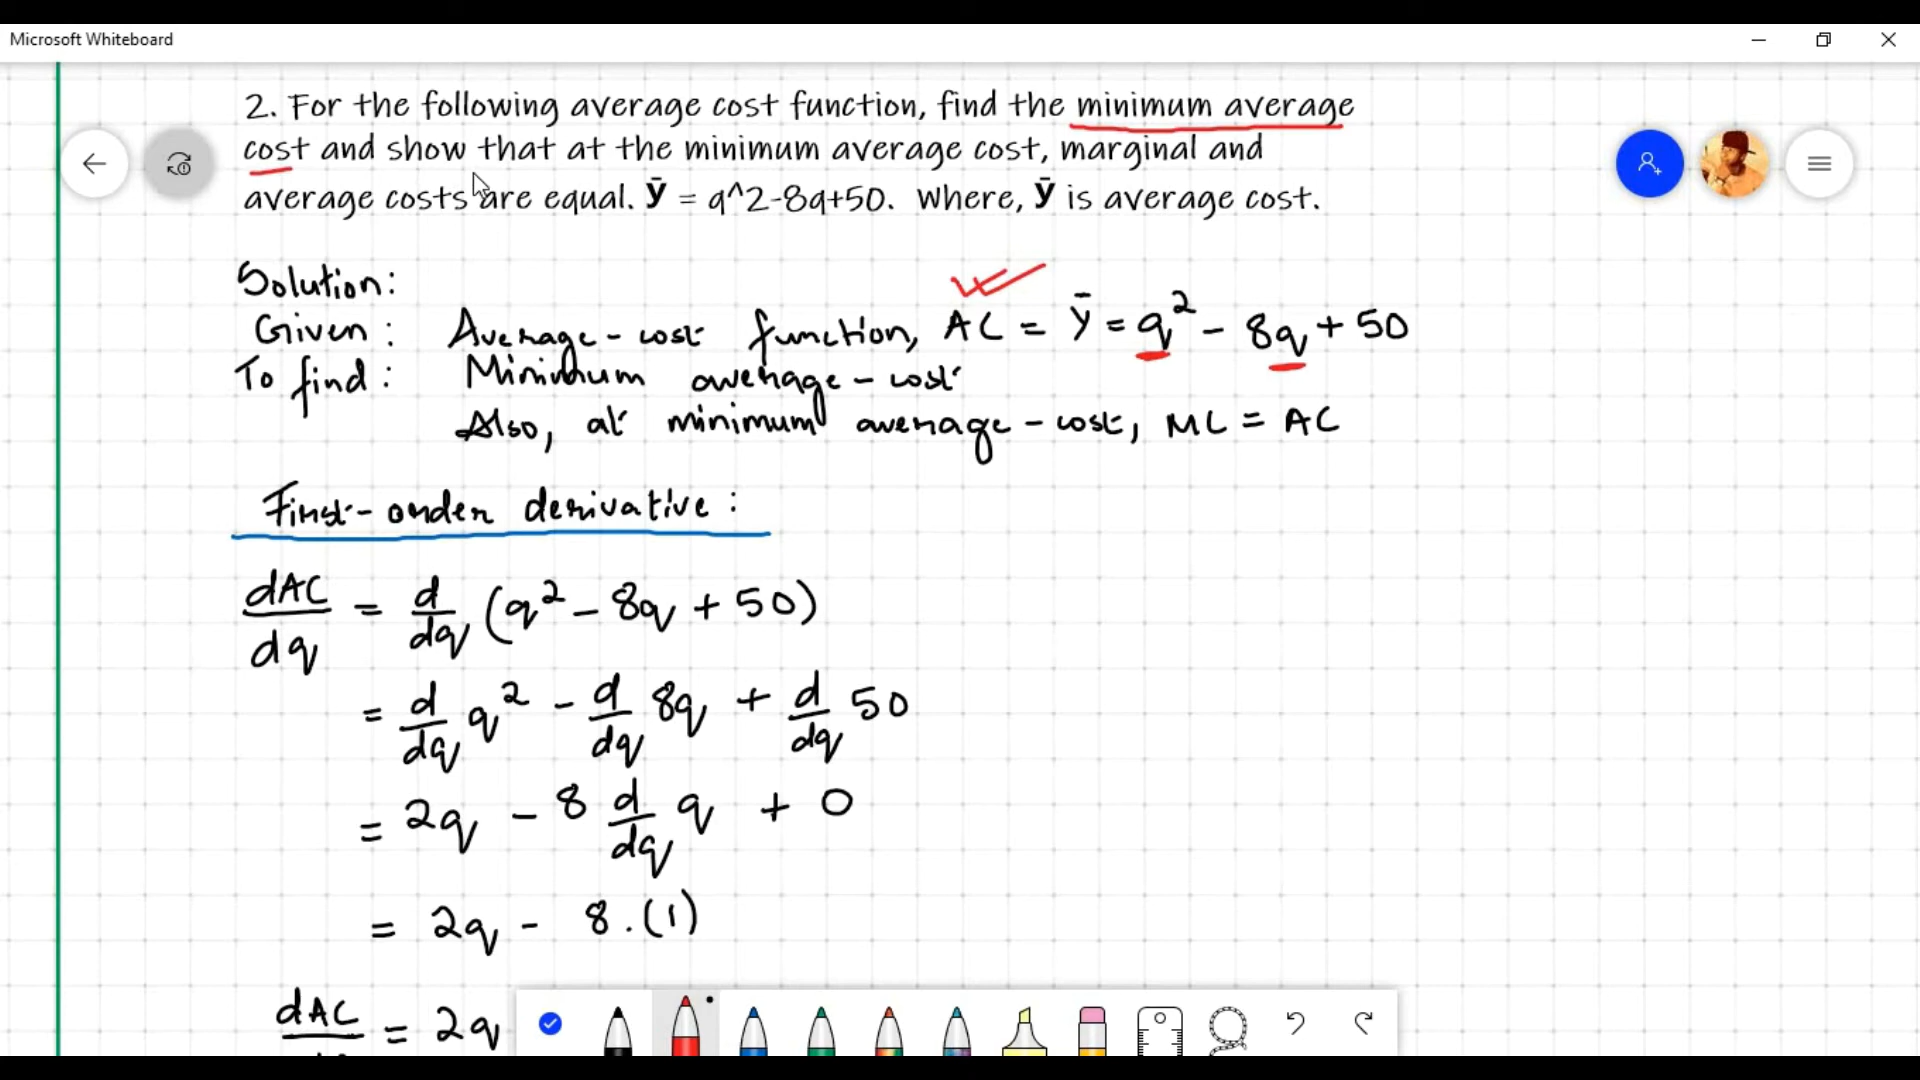 Microsoft Whiteboard
2. For the following average cost function, find the minimum average
cost and show that at the minimum average cost, marginal and
average costs are equal. ȳ = q^2-8q+50. Where, ȳ is average cost.
Solution:
Given: Average-cost function, AC = ȳ = q² - 8q + 50
To find: Minimum average-cost
Also, at minimum average-cost, MC = AC
First-order derivative:
dAC/dq = d/dq (q² - 8q + 50)
= d/dq q² - d/dq 8q + d/dq 50
= 2q - 8 d/dq q + 0
= 2q - 8.(1)
dAC = 2q